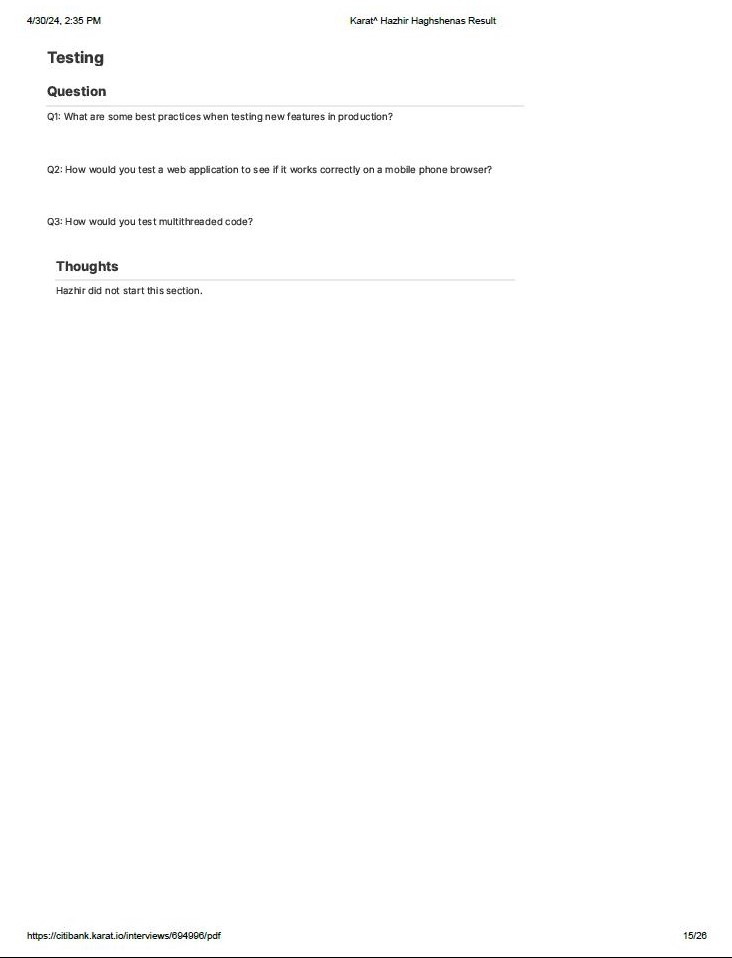 4/30/24, 2:35 PM
Karat^ Hazhir Haghshenas Result
Testing
Question
Q1: What are some best practices when testing new features in production?
Q2: How would you test a web application to see if it works correctly on a mobile phone browser?
Q3: How would you test multithreaded code?
Thoughts
Hazhir did not start this section.
https://citibank.karat.io/interviews/694996/pdf
15/26